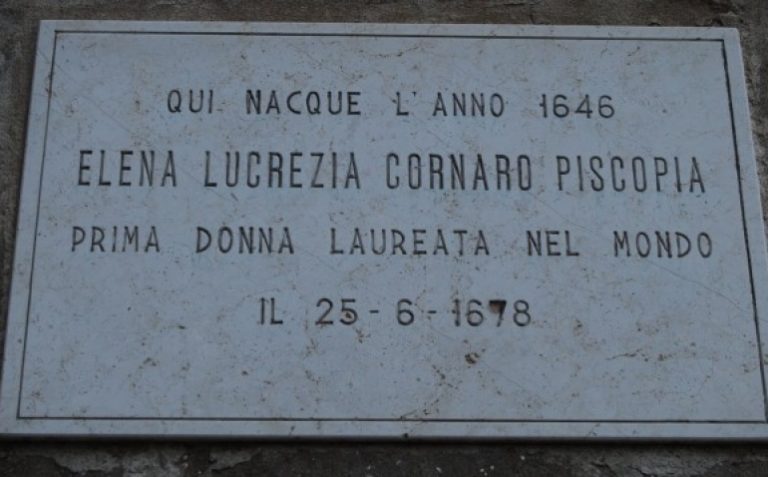 QUI NACQUE L'ANNO 1646
ELENA LUCREZIA CORNARO PISCOPIA
PRIMA DONNA LAUREATA NEL MONDO
IL 25-6-1678